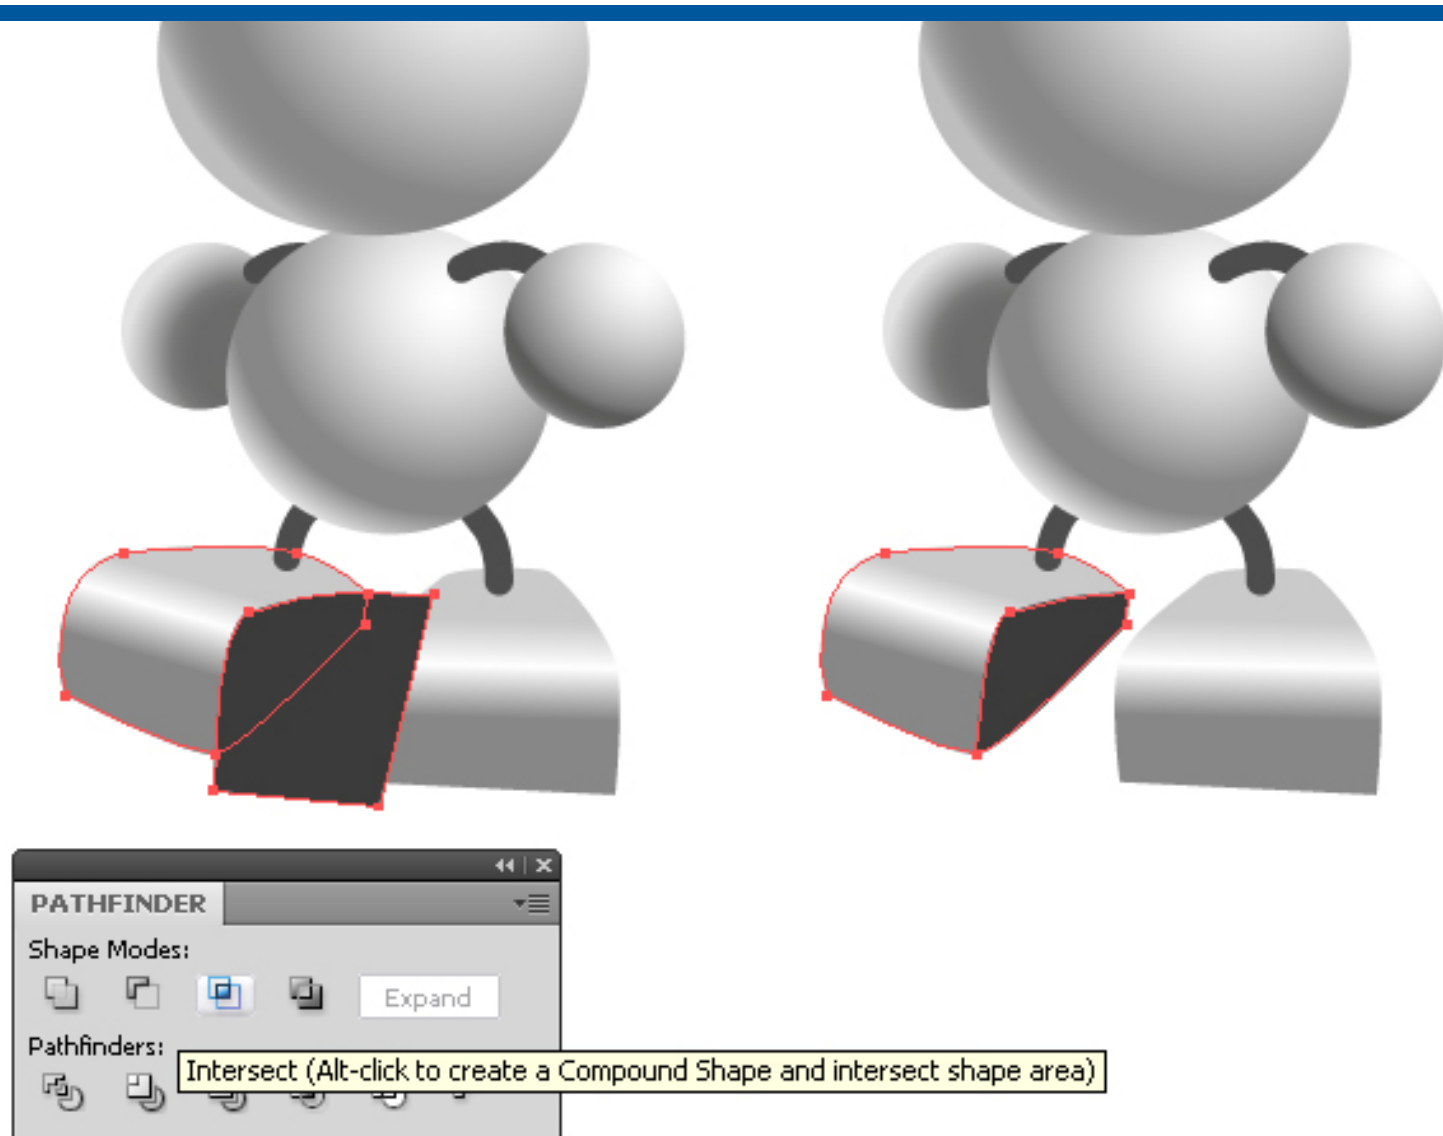 PATHFINDER
Shape Modes:
Expand
Pathfinders:
Intersect (Alt-click to create a Compound Shape and intersect shape area)